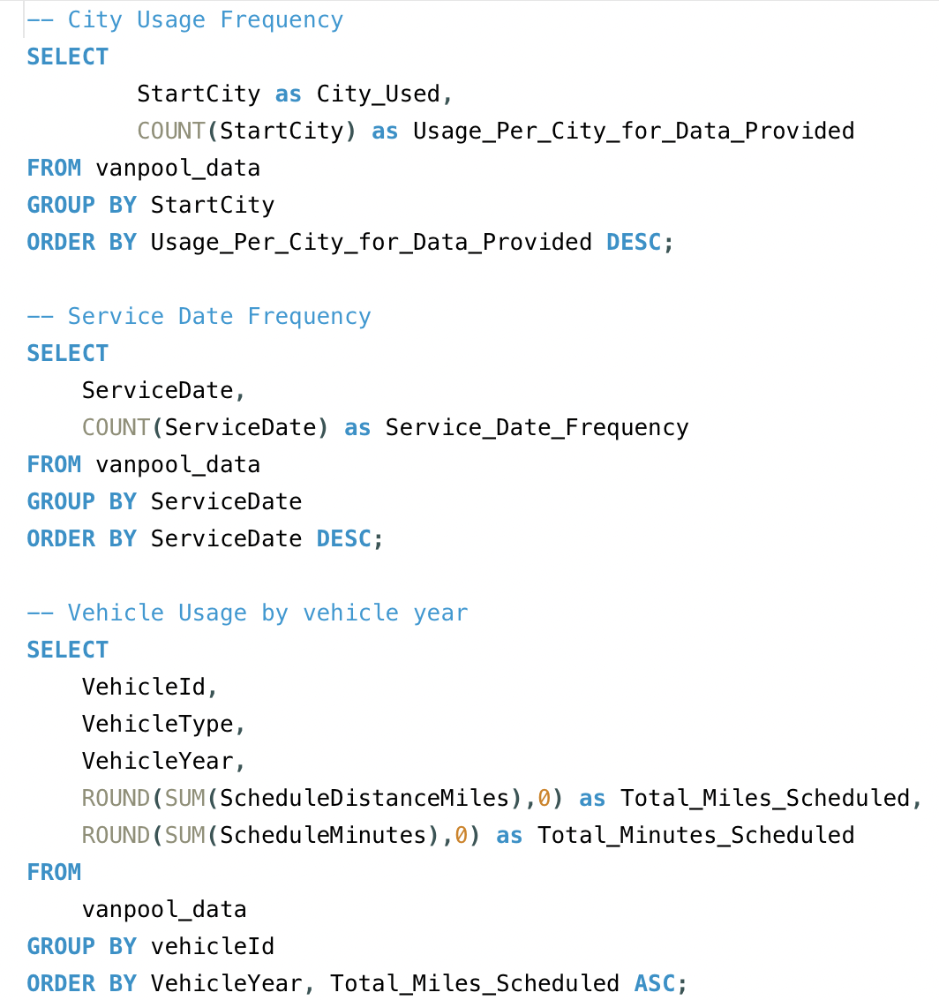 -- City Usage Frequency
SELECT
        StartCity as City_Used,
        COUNT(StartCity) as Usage_Per_City_for_Data_Provided
FROM vanpool_data
GROUP BY StartCity
ORDER BY Usage_Per_City_for_Data_Provided DESC;

-- Service Date Frequency
SELECT
    ServiceDate,
    COUNT(ServiceDate) as Service_Date_Frequency
FROM vanpool_data
GROUP BY ServiceDate
ORDER BY ServiceDate DESC;

-- Vehicle Usage by vehicle year
SELECT
    VehicleId,
    VehicleType,
    VehicleYear,
    ROUND(SUM(ScheduleDistanceMiles),0) as Total_Miles_Scheduled,
    ROUND(SUM(ScheduleMinutes),0) as Total_Minutes_Scheduled
FROM
    vanpool_data
GROUP BY vehicleId
ORDER BY VehicleYear, Total_Miles_Scheduled ASC;